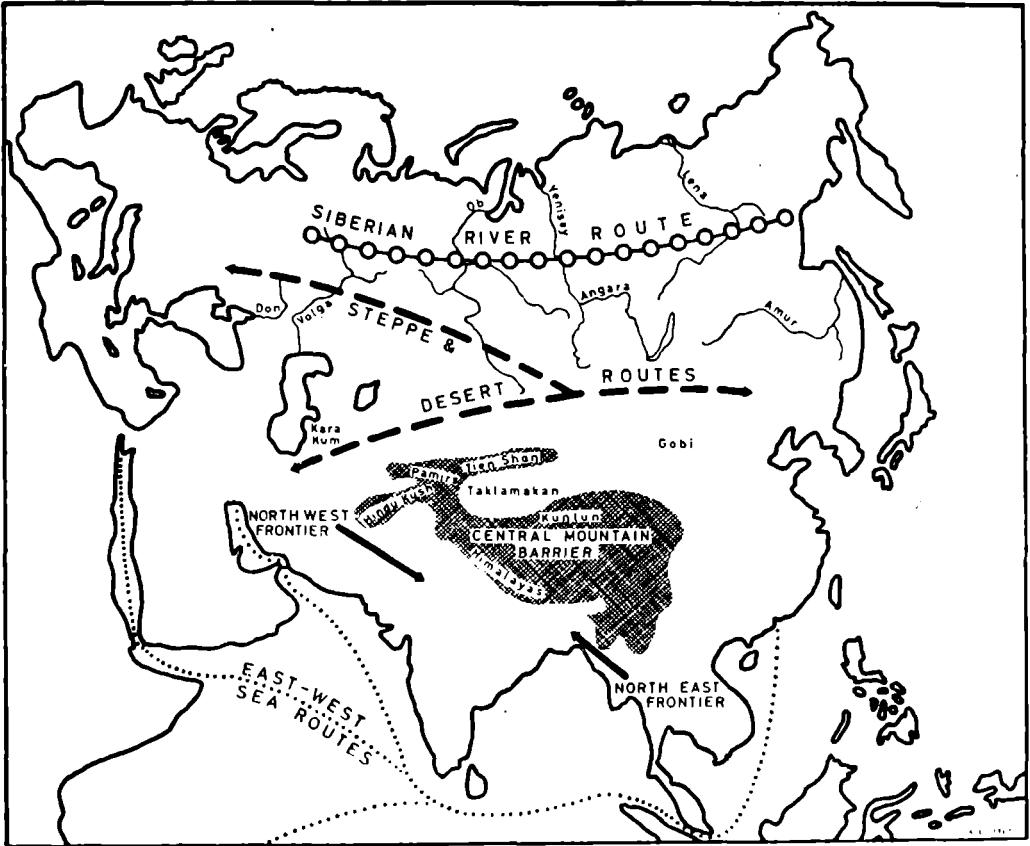 SIBERIAN RIVER ROUTE
Ob
Yenisey
Lena
Angara
Amur
Don
Volga
STEPPE &
DESERT ROUTES
Kara
Kum
Gobi
Tien Shan
Pamirs
Taklamakan
Hindu Kush
Kunlun
NORTH WEST
FRONTIER
CENTRAL MOUNTAIN
BARRIER
Himalayas
EAST-WEST
SEA ROUTES
NORTH EAST
FRONTIER